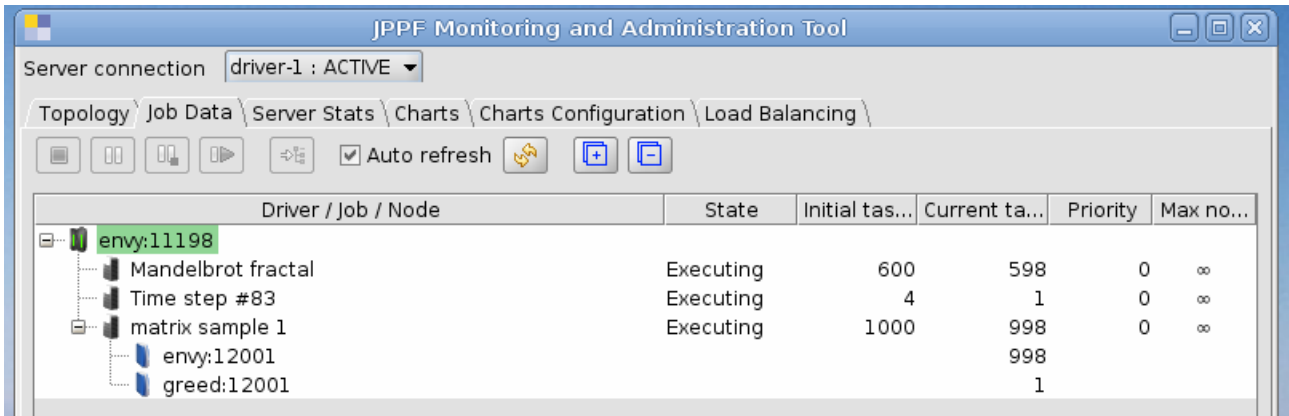 JPPF Monitoring and Administration Tool
Server connection driver-1 : ACTIVE
Topology Job Data Server Stats Charts Charts Configuration Load Balancing
Auto refresh
Driver / Job / Node State Initial tas... Current ta... Priority Max no...
envy:11198
Mandelbrot fractal Executing 600 598 0 ∞
Time step #83 Executing 4 1 0 ∞
matrix sample 1 Executing 1000 998 0 ∞
envy:12001 998
greed:12001 1